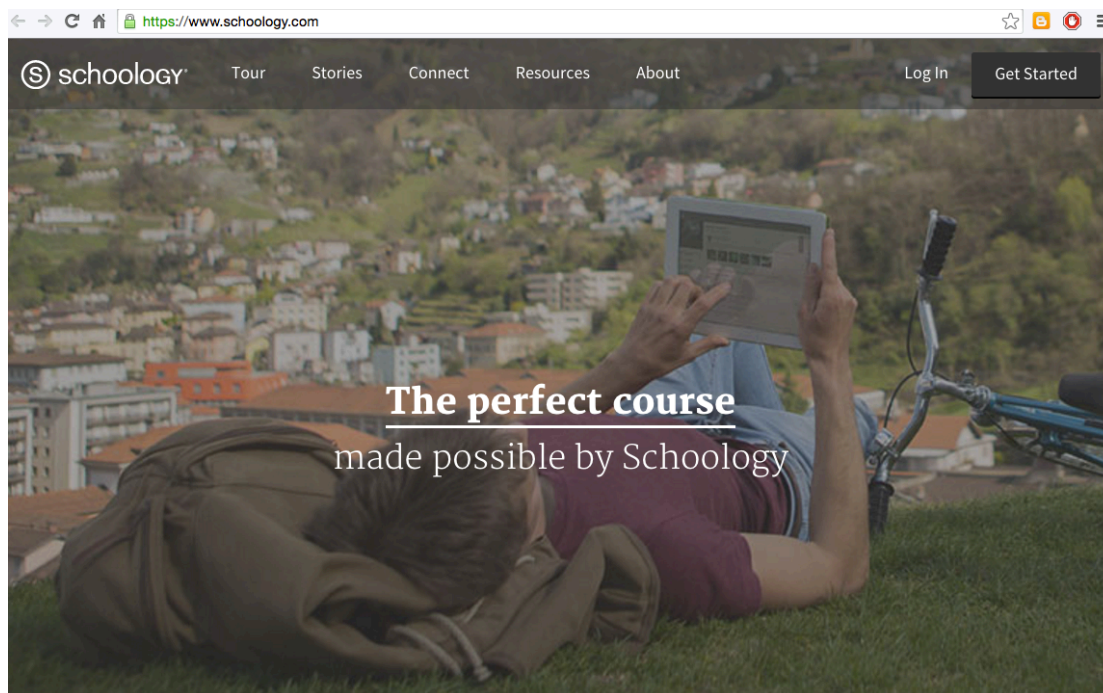 https://www.schoology.com
schoology
Tour Stories Connect Resources About Log In Get Started
The perfect course
made possible by Schoology